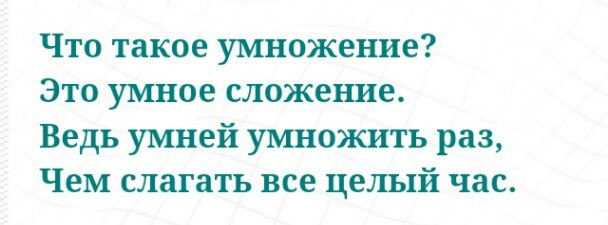 Что такое умножение?
Это умное сложение.
Ведь умней умножить раз,
Чем слагать все целый час.